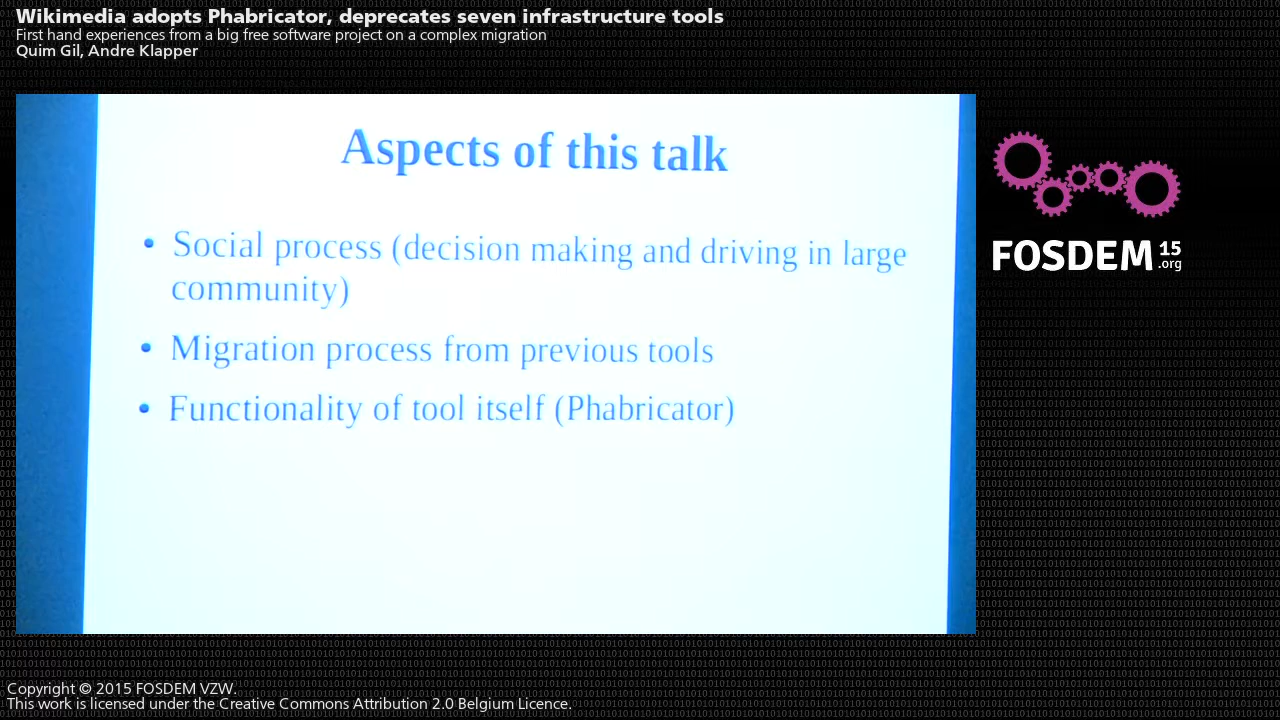 Wikimedia adopts Phabricator, deprecates seven infrastructure tools
First hand experiences from a big free software project on a complex migration
Quim Gil, Andre Klapper
Aspects of this talk
• Social process (decision making and driving in large
community)
• Migration process from previous tools
• Functionality of tool itself (Phabricator)
FOSDEM 15
.org
Copyright © 2015 FOSDEM VZW.
This work is licensed under the Creative Commons Attribution 2.0 Belgium Licence.